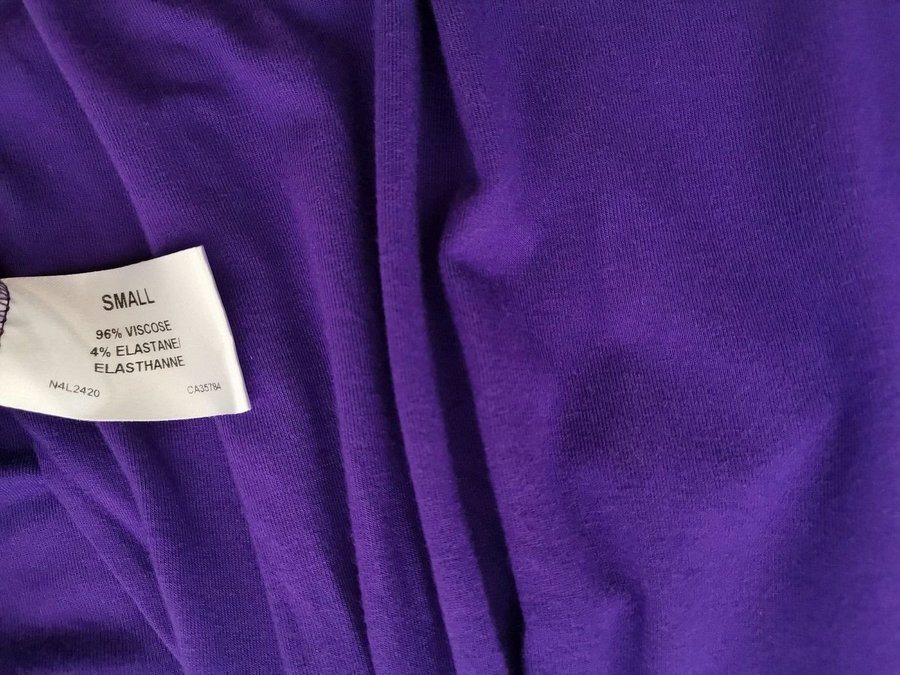 SMALL
96% VISCOSE
4% ELASTANE/
ELASTHANNE
N4L2420 CA35784